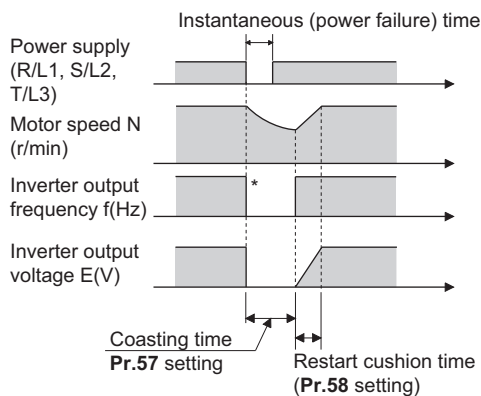 Instantaneous (power failure) time
Power supply
(R/L1, S/L2,
T/L3)
Motor speed N
(r/min)
Inverter output
frequency f(Hz)
*
Inverter output
voltage E(V)
Coasting time
Pr.57 setting
Restart cushion time
(Pr.58 setting)